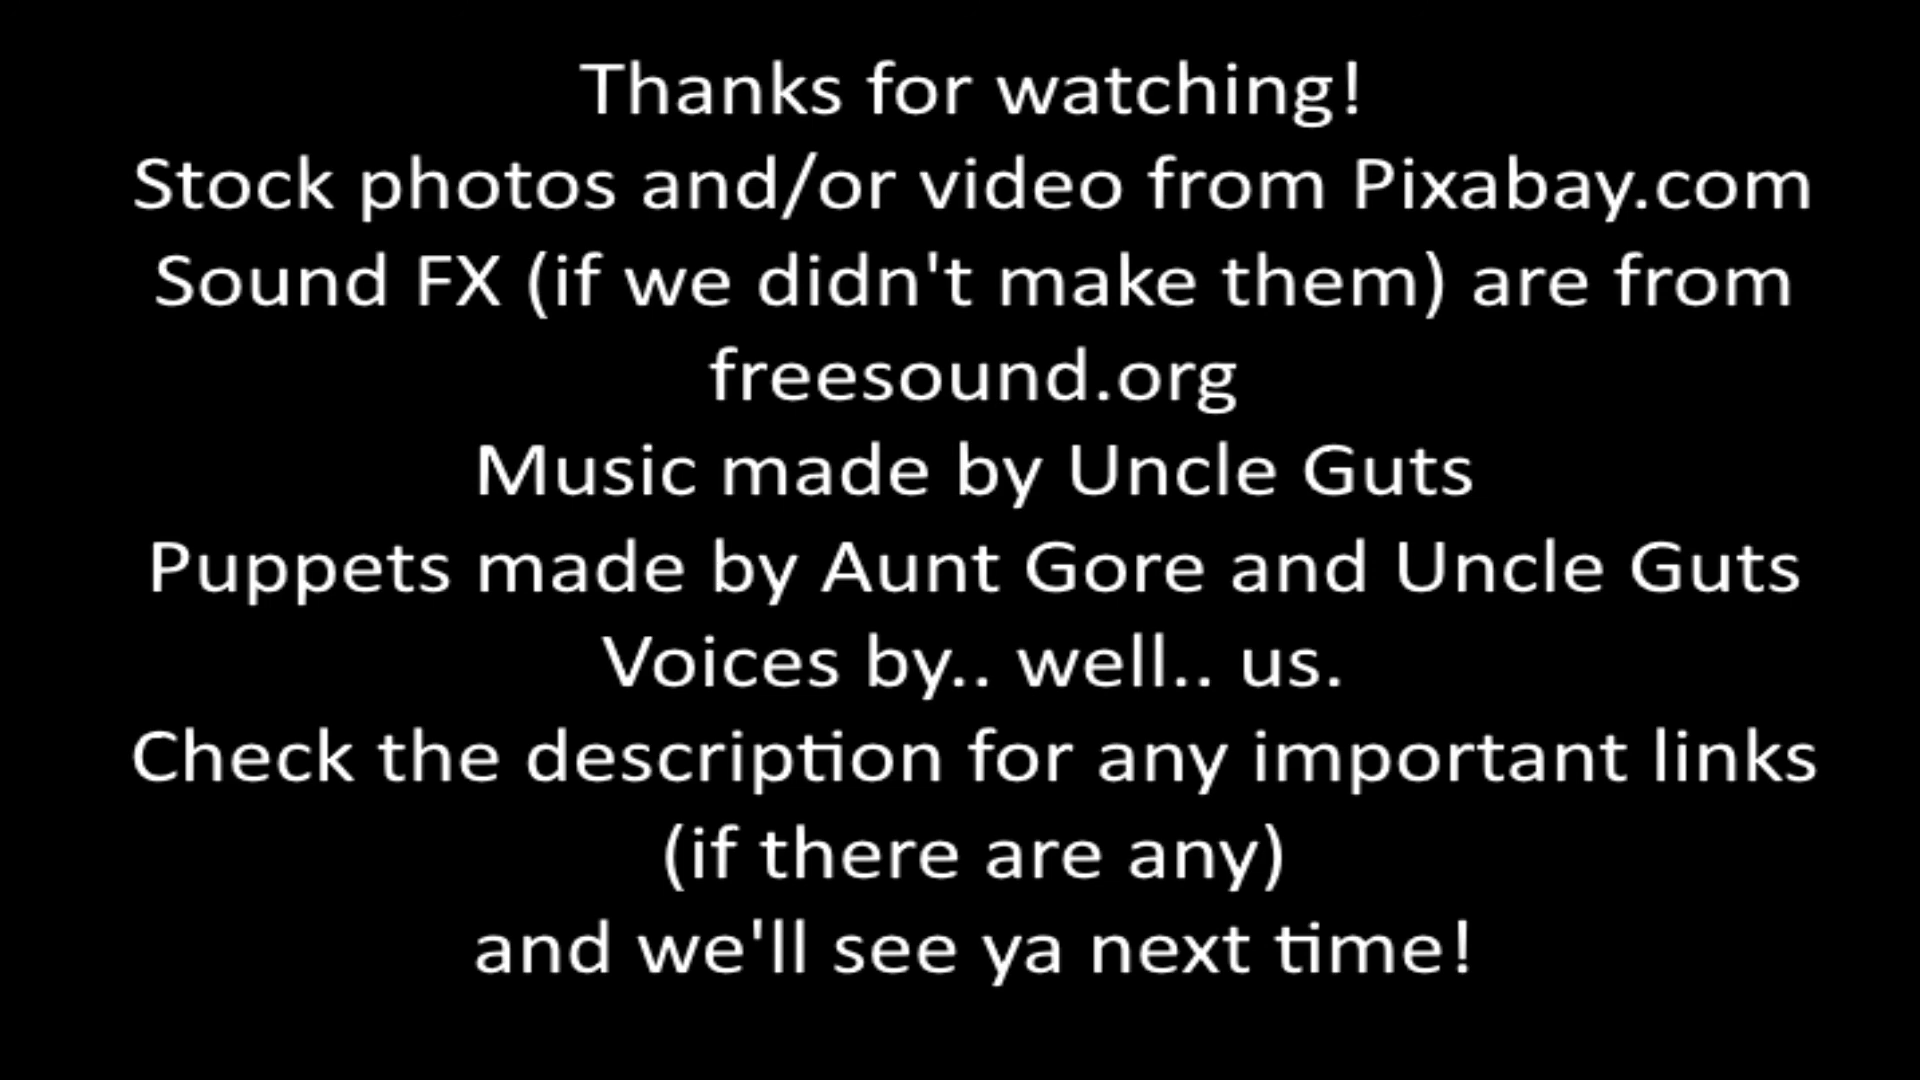 Thanks for watching!
Stock photos and/or video from Pixabay.com
Sound FX (if we didn't make them) are from
freesound.org
Music made by Uncle Guts
Puppets made by Aunt Gore and Uncle Guts
Voices by.. well.. us.
Check the description for any important links
(if there are any)
and we'll see ya next time!